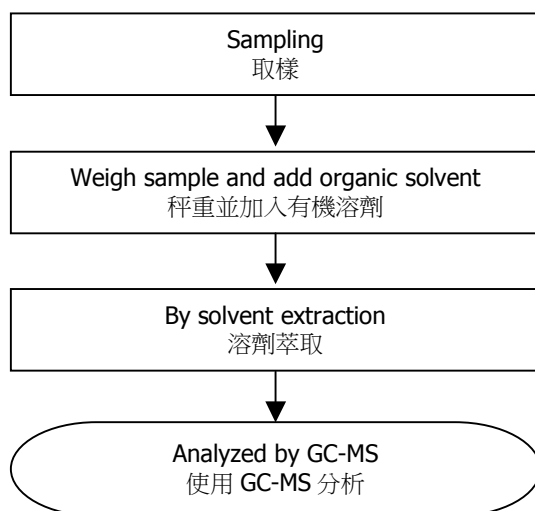 Sampling
取樣
Weigh sample and add organic solvent
秤重並加入有機溶劑
By solvent extraction
溶劑萃取
Analyzed by GC-MS
使用 GC-MS 分析